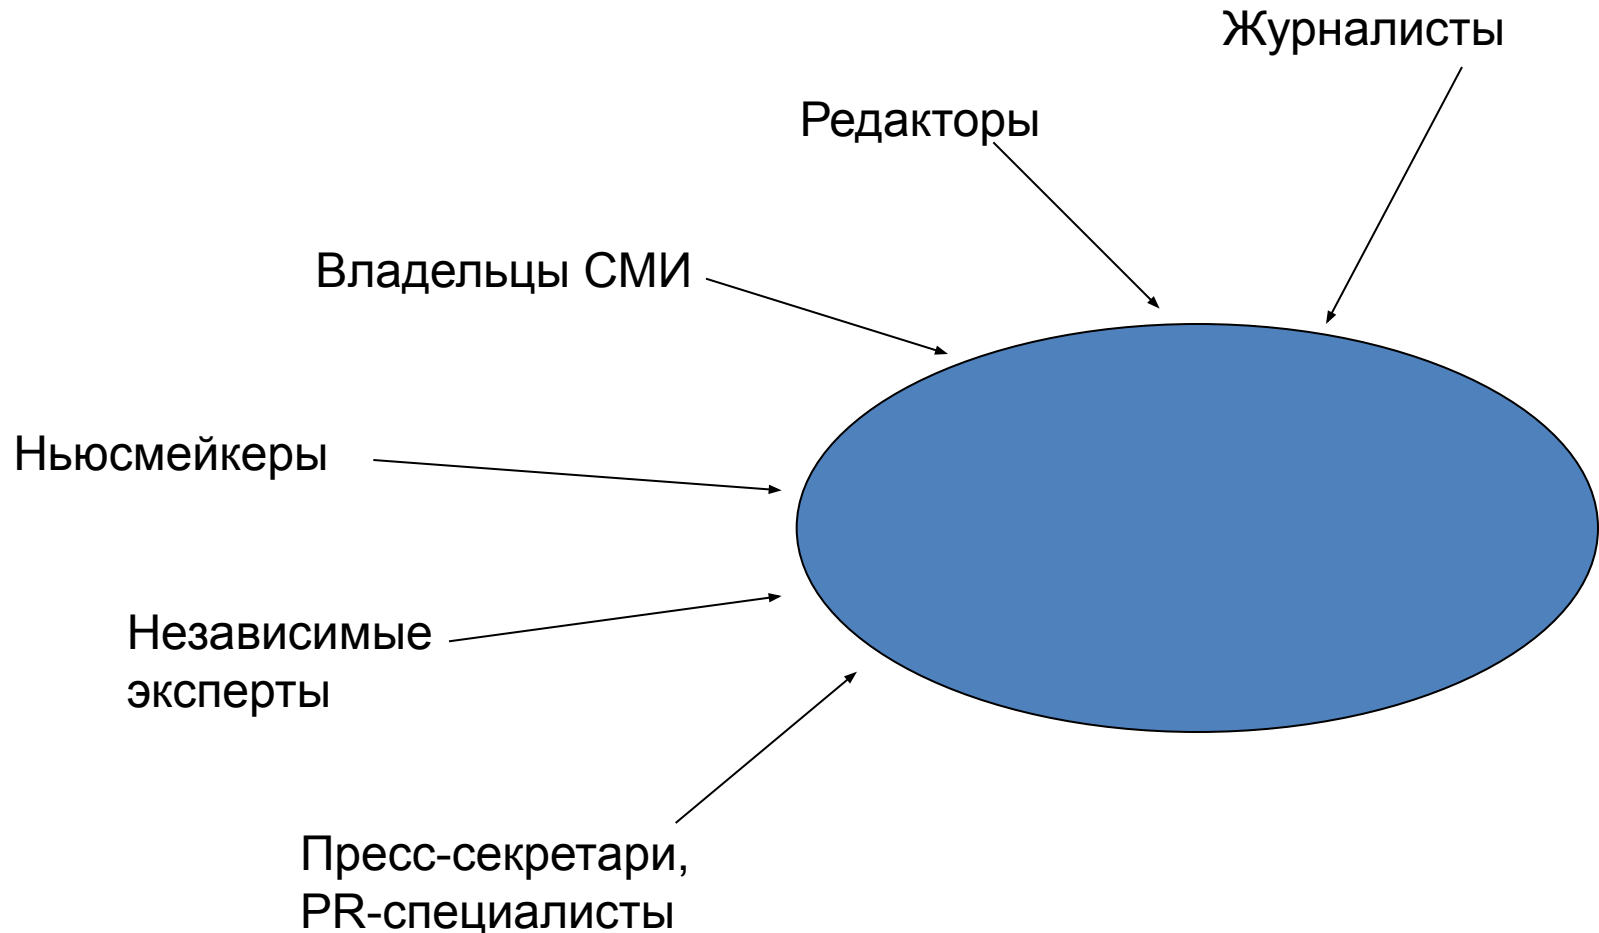 Журналисты
Редакторы
Владельцы СМИ
Ньюсмейкеры
Независимые
эксперты
Пресс-секретари,
PR-специалисты